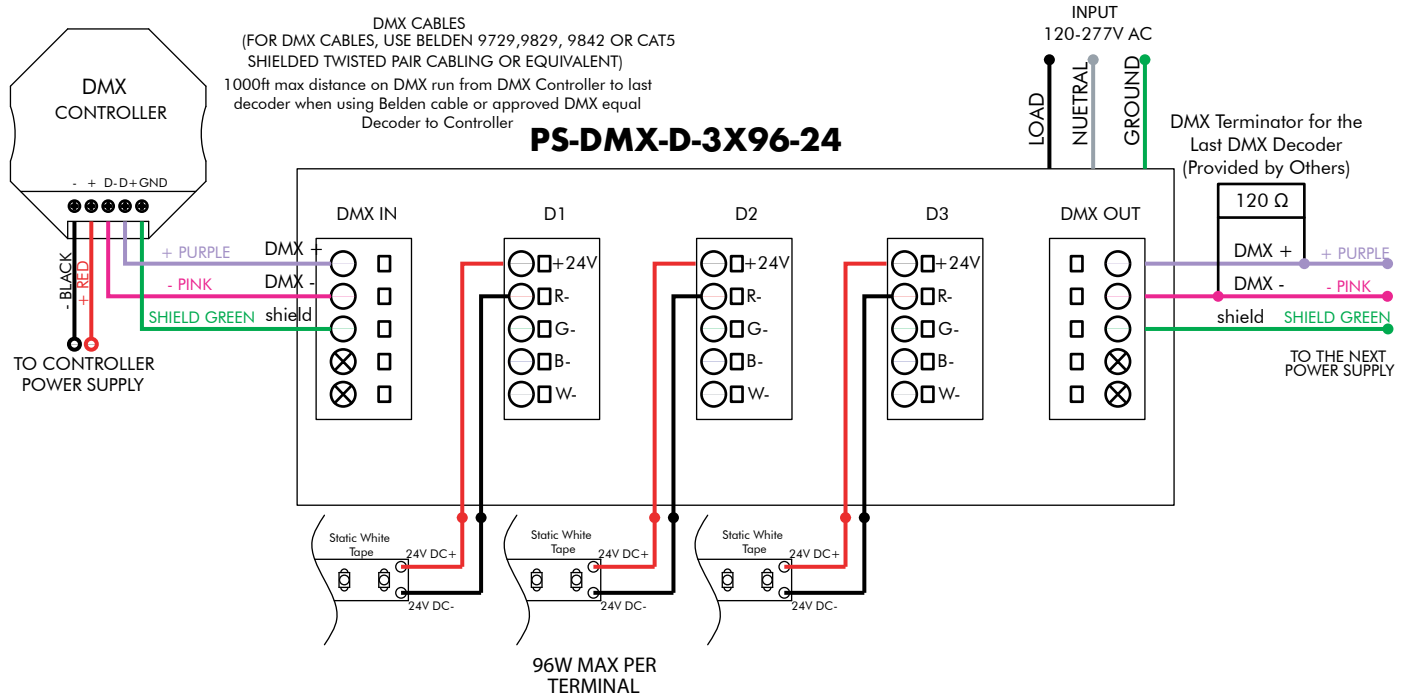 DMX CABLES
(FOR DMX CABLES, USE BELDEN 9729,9829, 9842 OR CAT5
SHIELDED TWISTED PAIR CABLING OR EQUIVALENT)
1000ft max distance on DMX run from DMX Controller to last
decoder when using Belden cable or approved DMX equal
Decoder to Controller
PS-DMX-D-3X96-24
INPUT
120-277V AC
LOAD
NUETRAL
GROUND
DMX Terminator for the
Last DMX Decoder
(Provided by Others)
120 Ω
DMX
CONTROLLER
- + D- D+ GND
- BLACK
+ RED
TO CONTROLLER
POWER SUPPLY
+ PURPLE
- PINK
SHIELD GREEN
DMX +
DMX -
shield
DMX IN
D1
+24V
R-
G-
B-
W-
D2
+24V
R-
G-
B-
W-
D3
+24V
R-
G-
B-
W-
DMX OUT
DMX +
DMX -
shield
+ PURPLE
- PINK
SHIELD GREEN
TO THE NEXT
POWER SUPPLY
Static White
Tape
24V DC+
24V DC-
Static White
Tape
24V DC+
24V DC-
Static White
Tape
24V DC+
24V DC-
96W MAX PER
TERMINAL